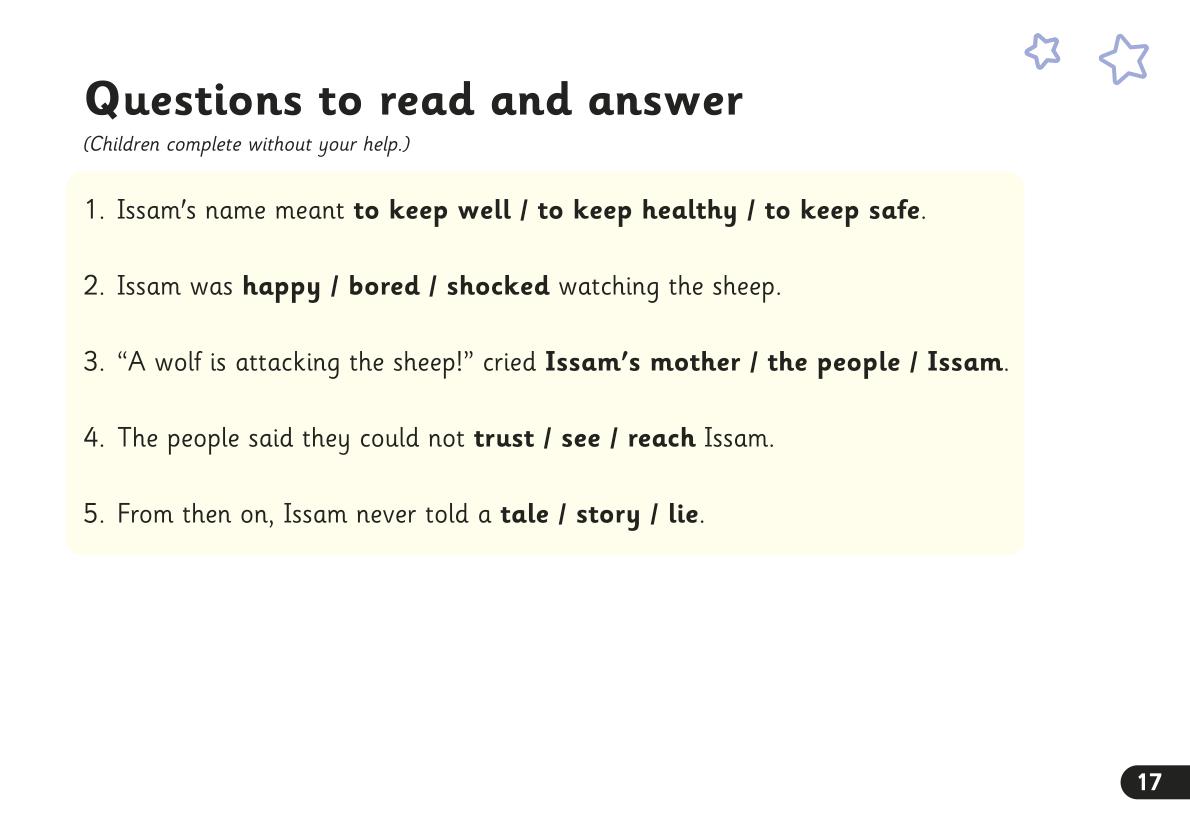 Questions to read and answer
(Children complete without your help.)
1. Issam's name meant to keep well / to keep healthy / to keep safe.
2. Issam was happy / bored / shocked watching the sheep.
3. “A wolf is attacking the sheep!” cried Issam's mother / the people / Issam.
4. The people said they could not trust / see / reach Issam.
5. From then on, Issam never told a tale / story / lie.
17